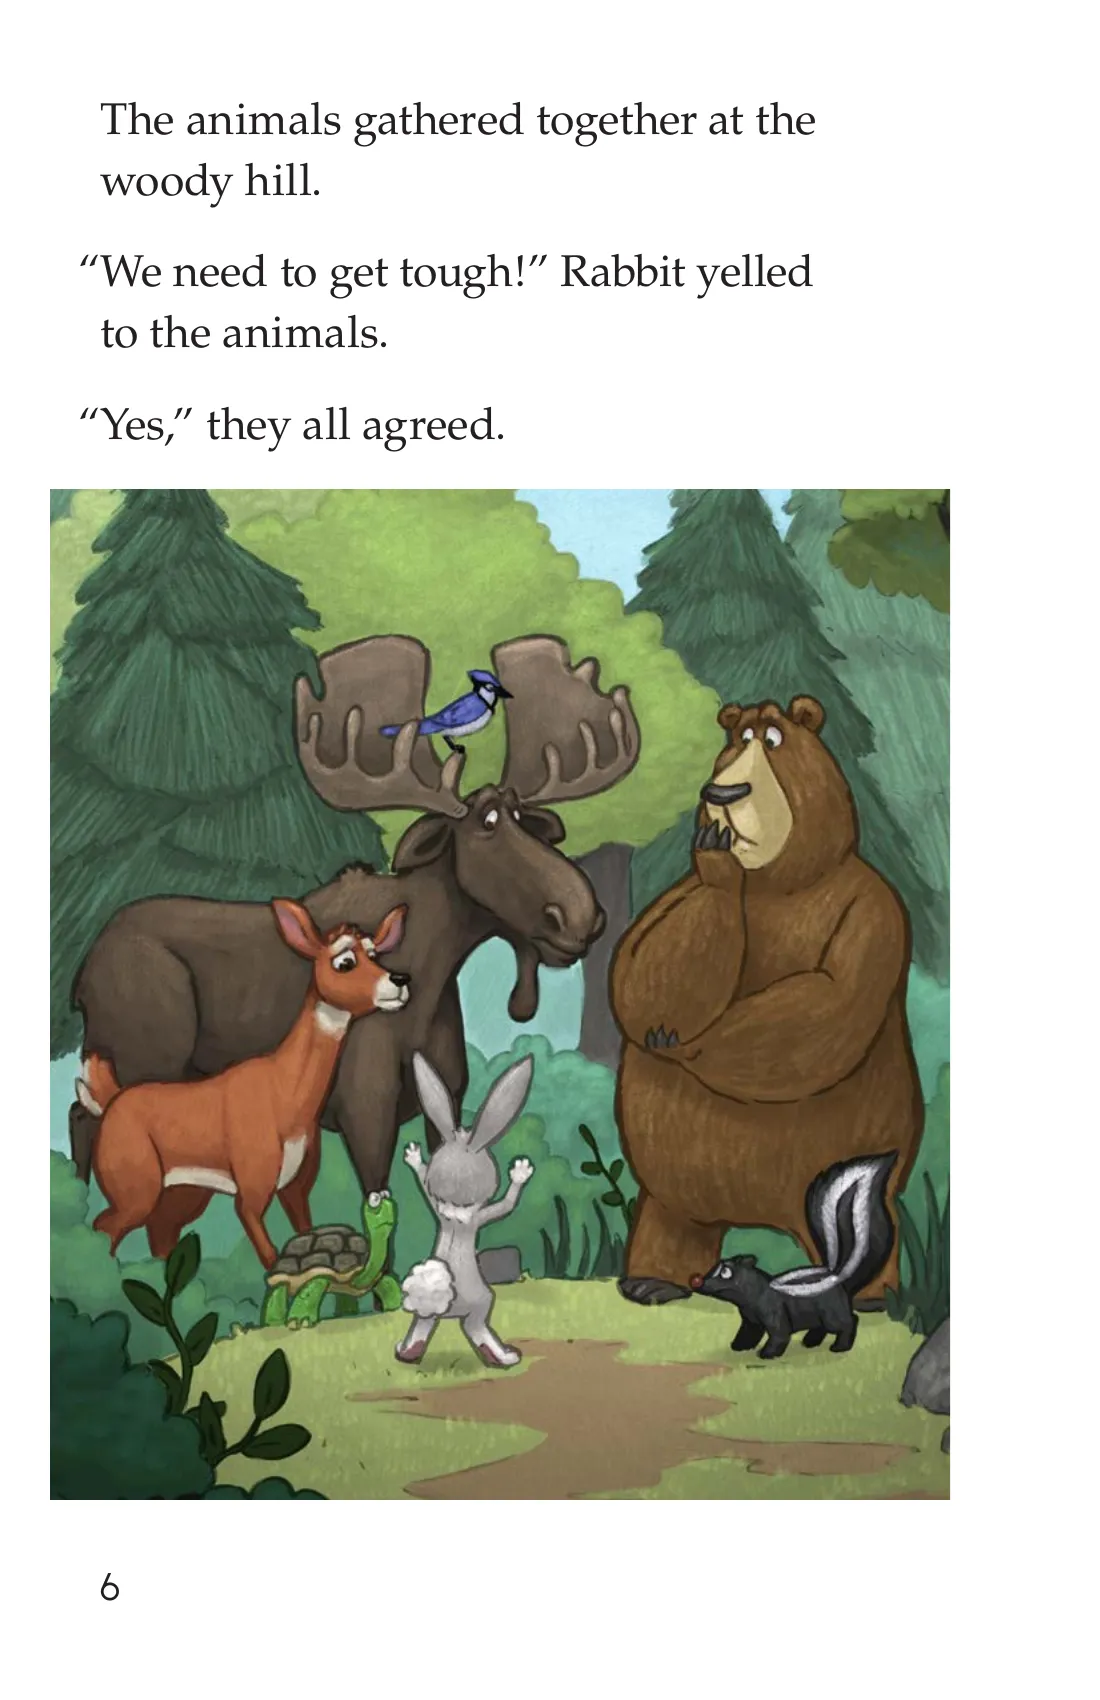 The animals gathered together at the
woody hill.
“We need to get tough!” Rabbit yelled
to the animals.
“Yes,” they all agreed.
6